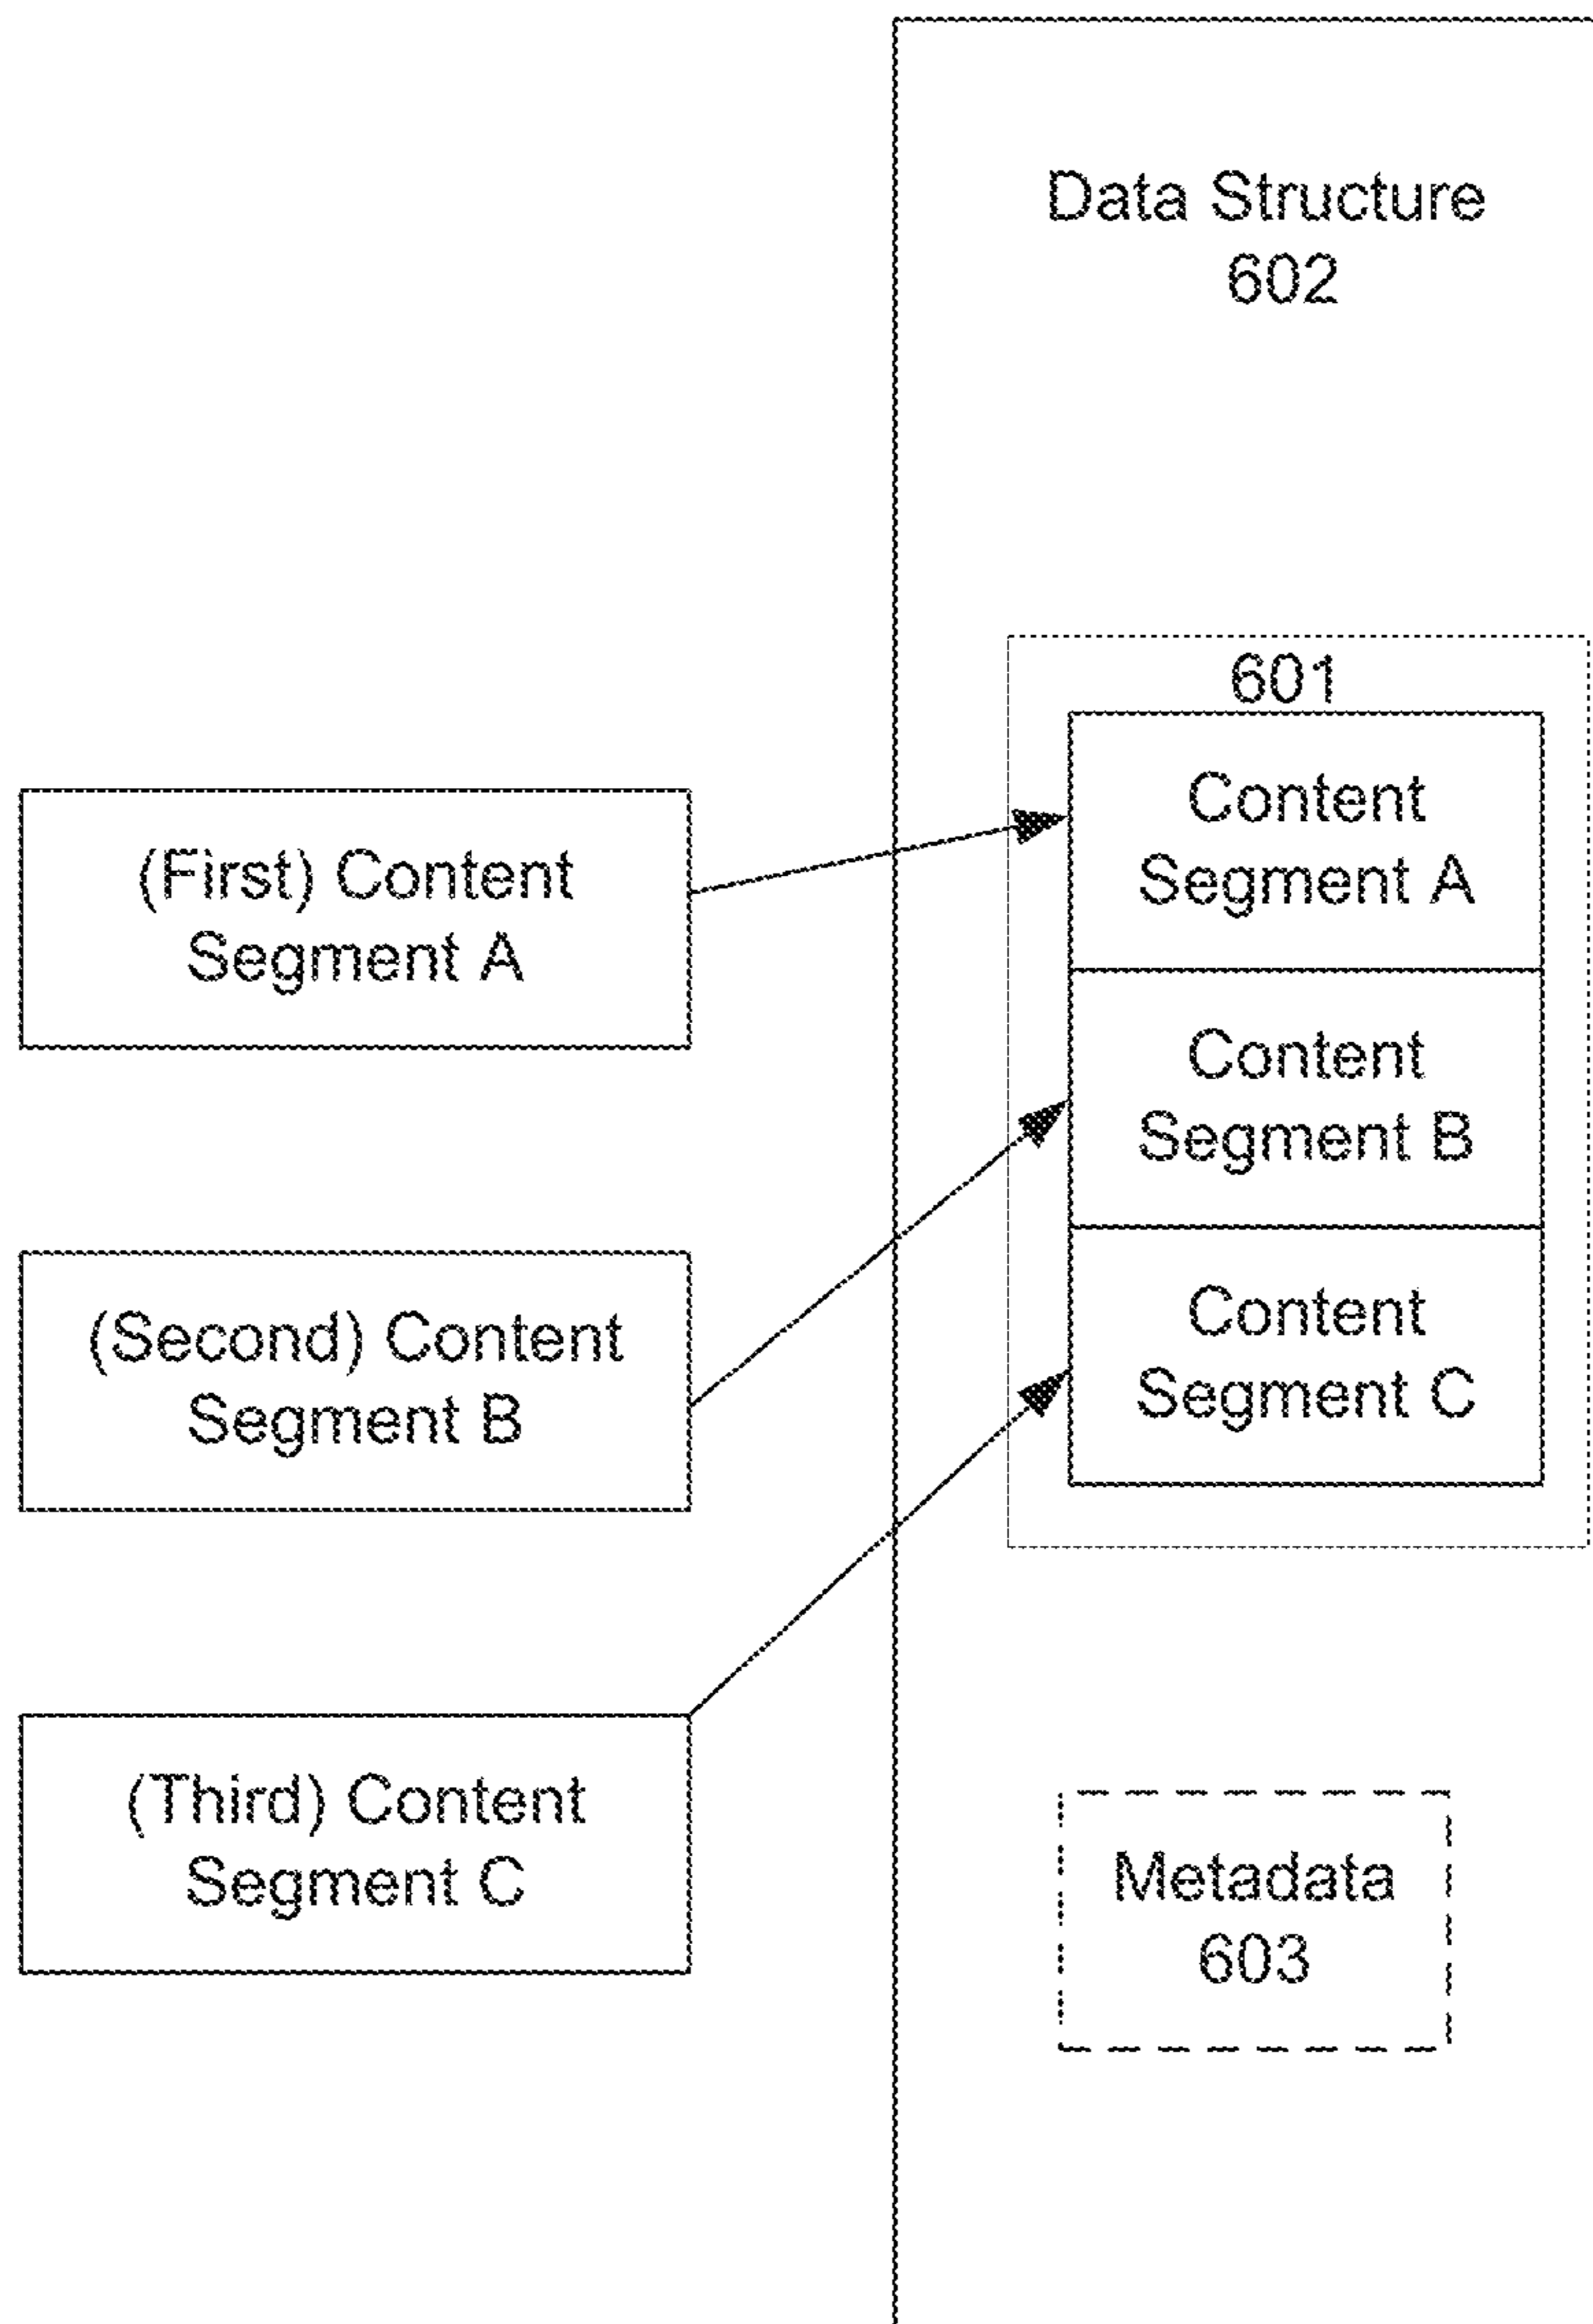 Data Structure
602
601
Content
Segment A
Content
Segment B
Content
Segment C
(First) Content
Segment A
(Second) Content
Segment B
(Third) Content
Segment C
Metadata
603